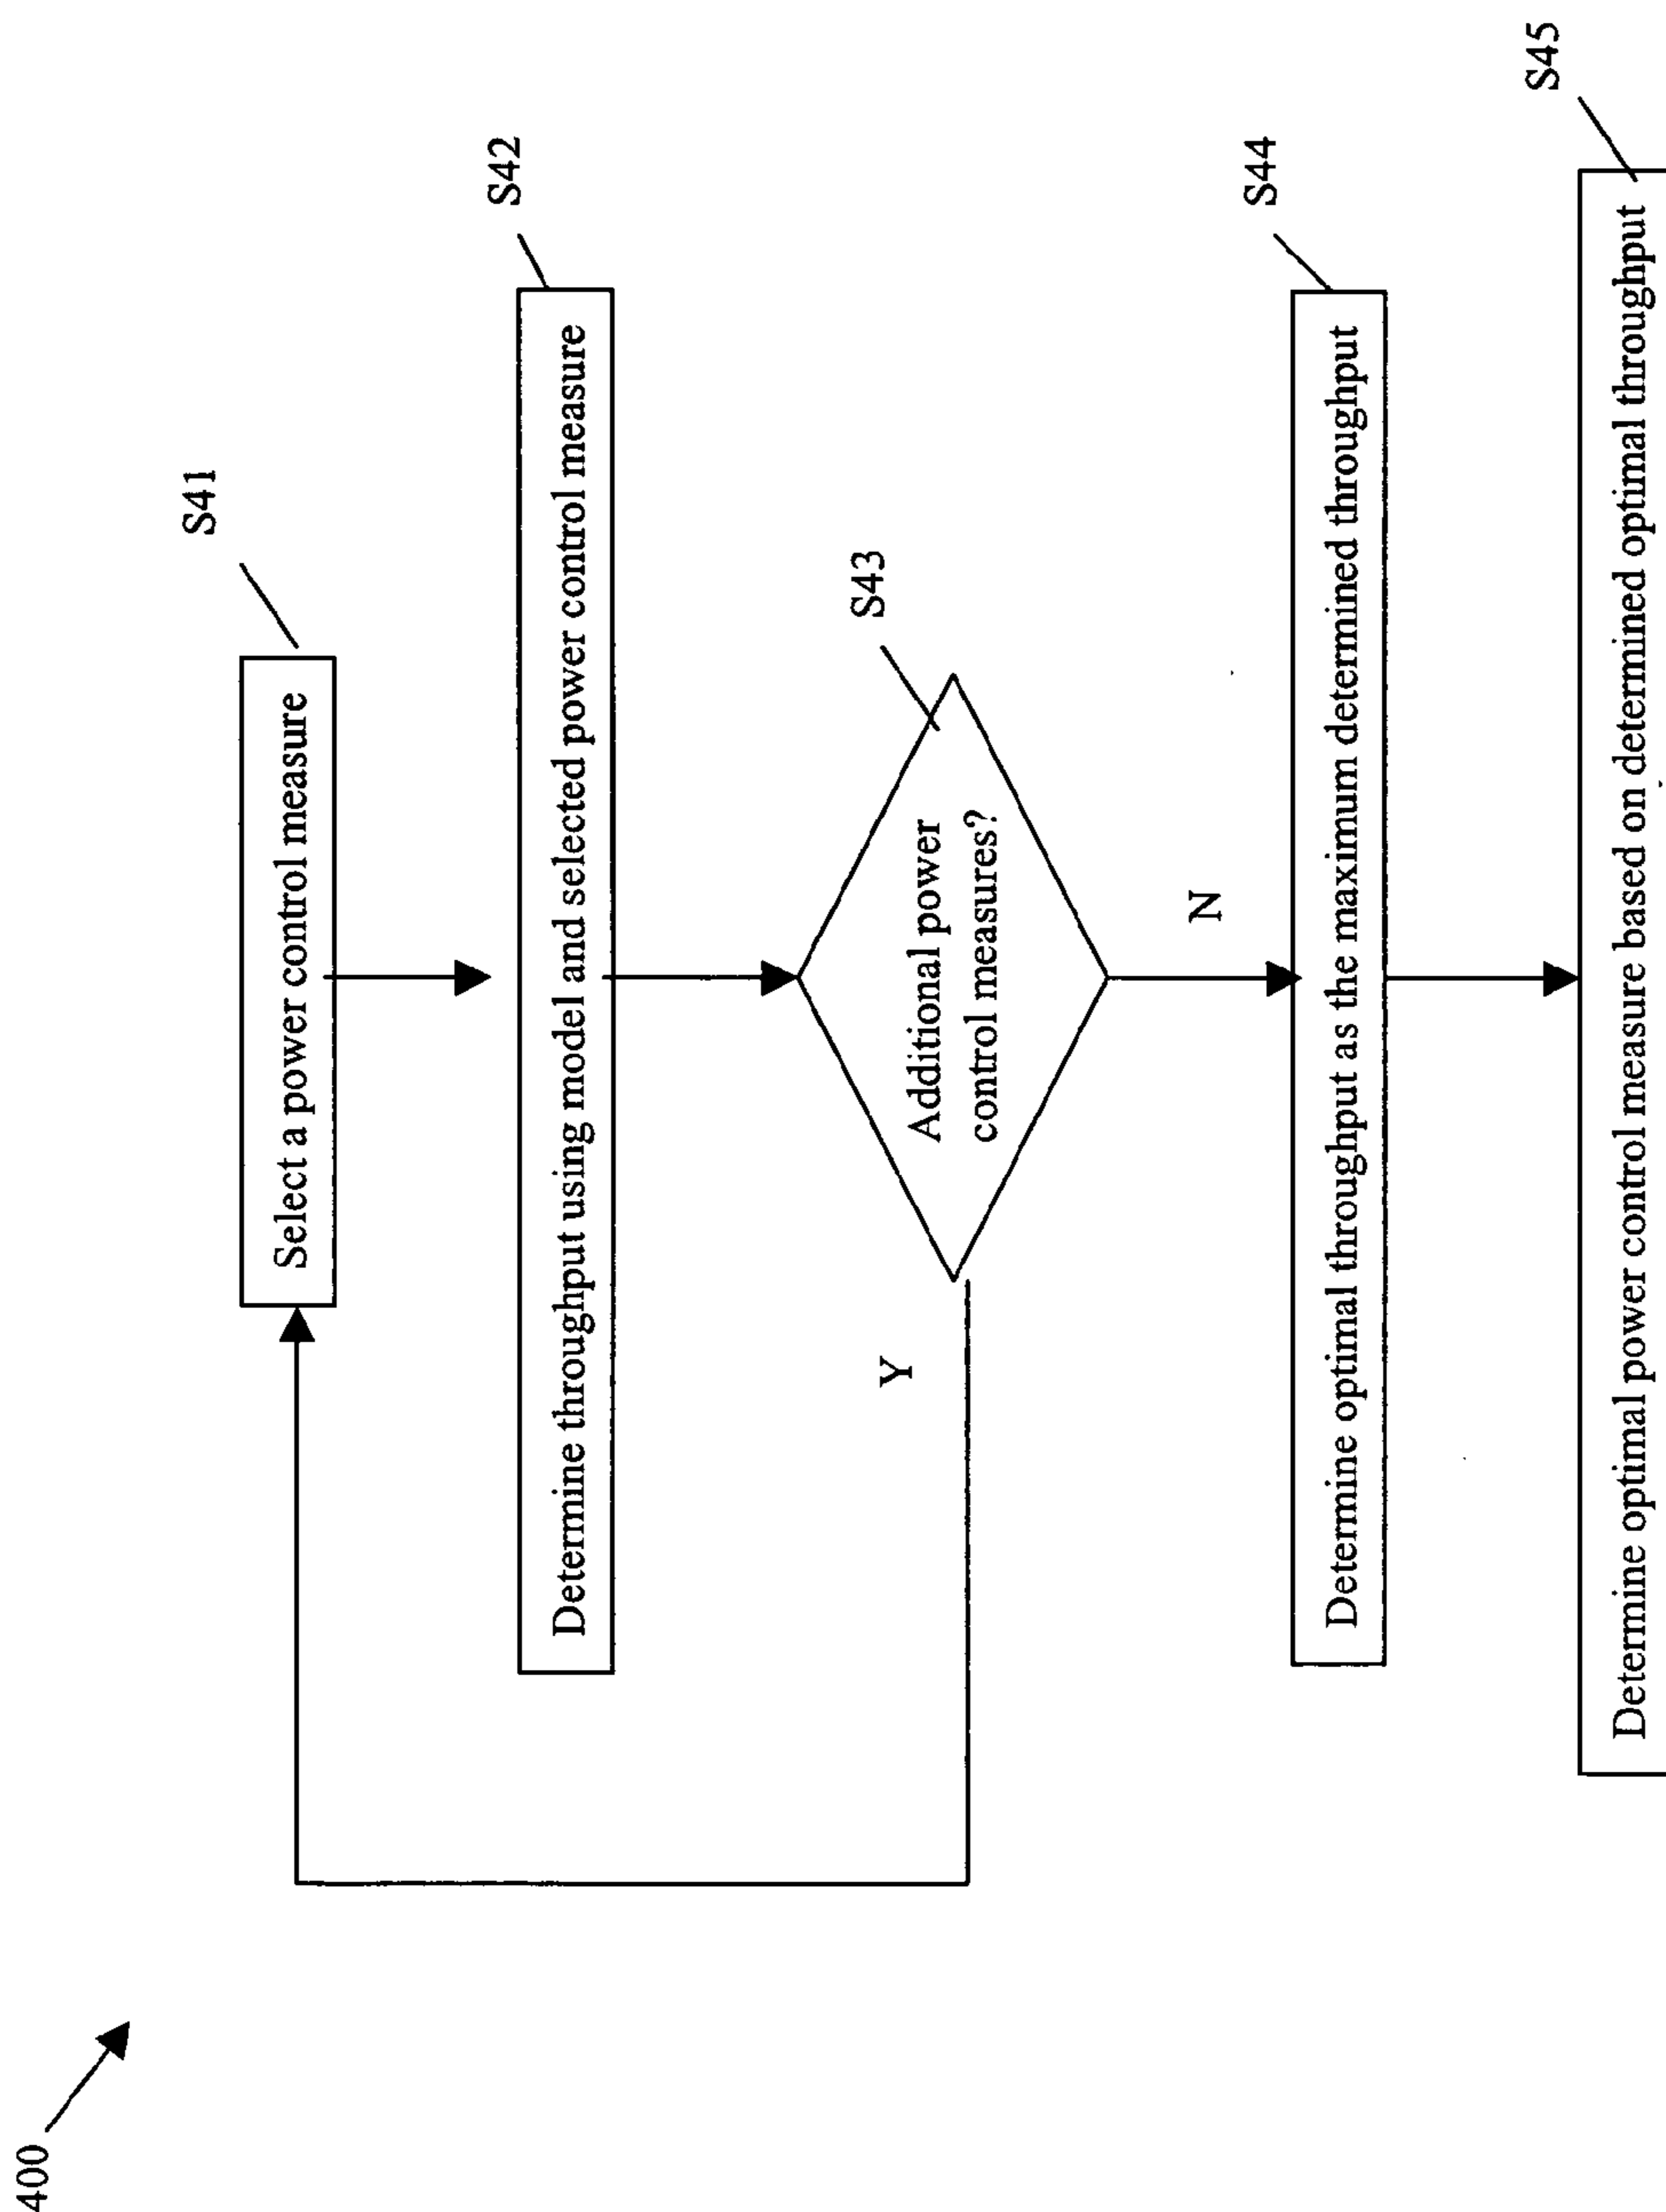 400
S41
Select a power control measure
S42
Determine throughput using model and selected power control measure
S43
Additional power
control measures?
Y
N
S44
Determine optimal throughput as the maximum determined throughput
S45
Determine optimal power control measure based on determined optimal throughput